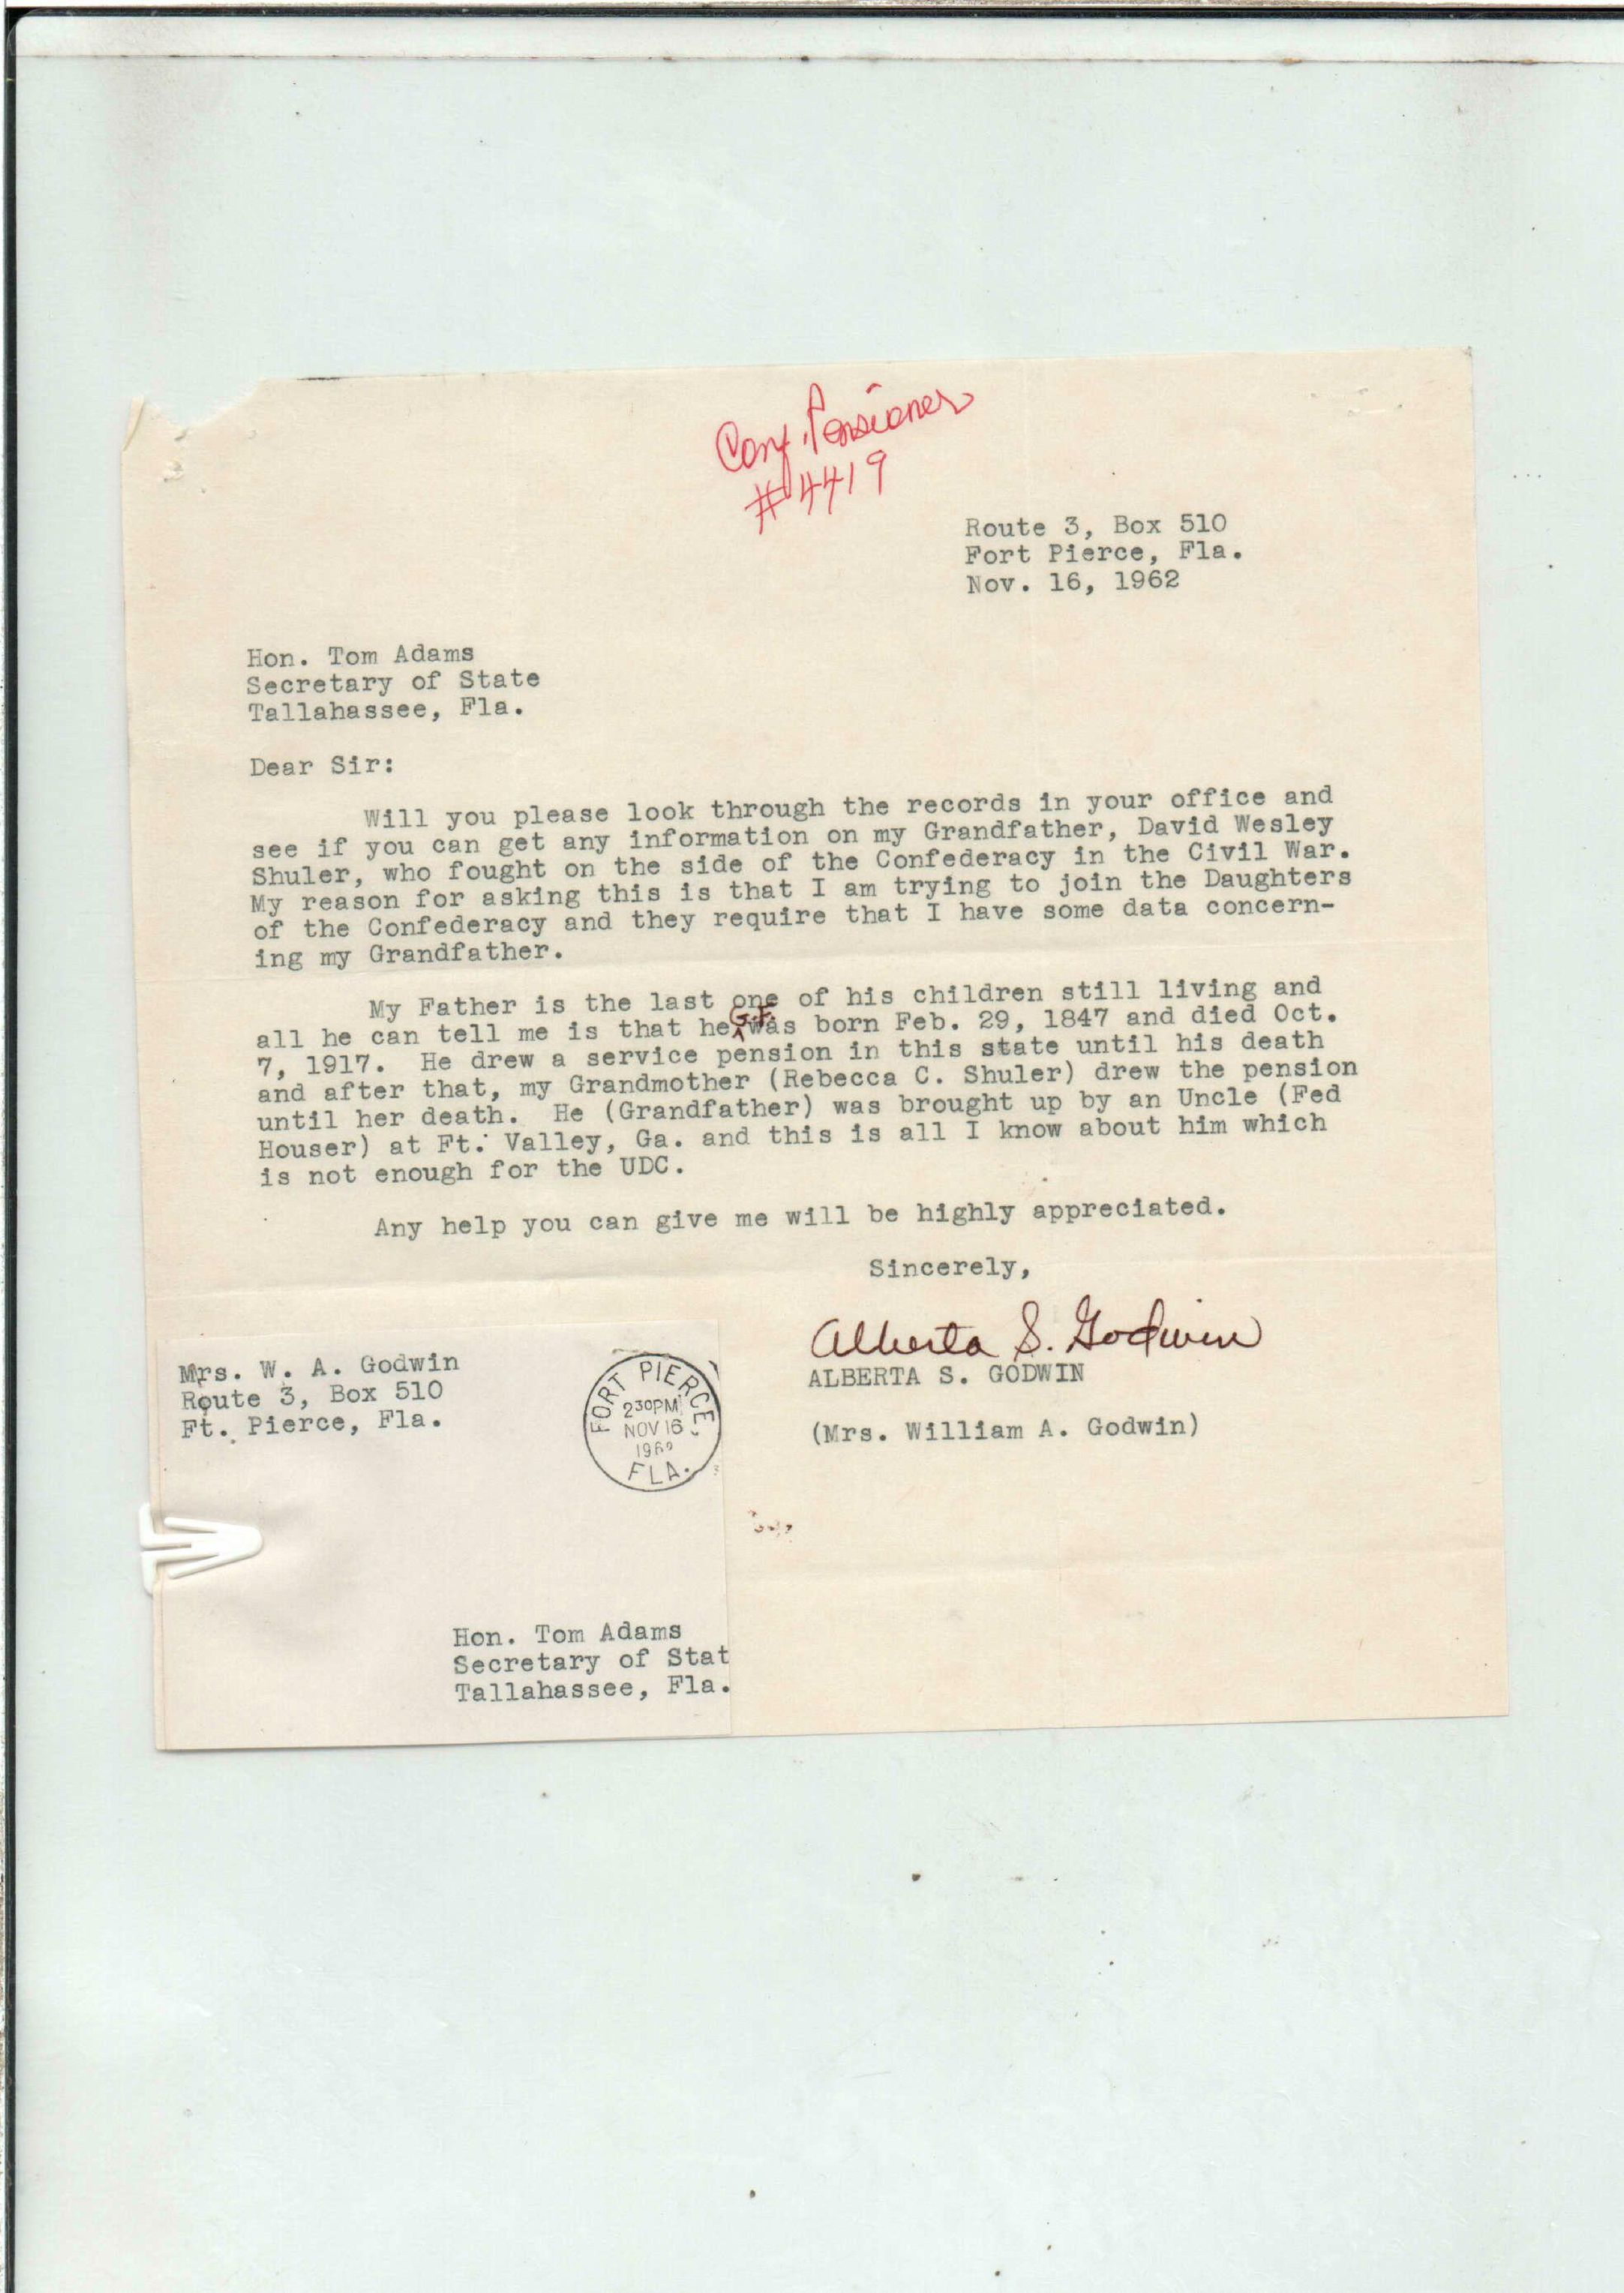 Conf. Pensioner
#4419
Route 3, Box 510
Fort Pierce, Fla.
Nov. 16, 1962
Hon. Tom Adams
Secretary of State
Tallahassee, Fla.
Dear Sir:
Will you please look through the records in your office and
see if you can get any information on my Grandfather, David Wesley
Shuler, who fought on the side of the Confederacy in the Civil War.
My reason for asking this is that I am trying to join the Daughters
of the Confederacy and they require that I have some data concern-
ing my Grandfather.
My Father is the last one of his children still living and
all he can tell me is that he G.F. was born Feb. 29, 1847 and died Oct.
7, 1917. He drew a service pension in this state until his death
and after that, my Grandmother (Rebecca C. Shuler) drew the pension
until her death. He (Grandfather) was brought up by an Uncle (Fed
Houser) at Ft. Valley, Ga. and this is all I know about him which
is not enough for the UDC.
Any help you can give me will be highly appreciated.
Sincerely,
Alberta S. Godwin
ALBERTA S. GODWIN
(Mrs. William A. Godwin)
Mrs. W. A. Godwin
Route 3, Box 510
Ft. Pierce, Fla.
FORT PIERCE
2 30 PM
NOV 16
FLA.
Hon. Tom Adams
Secretary of Stat
Tallahassee, Fla.